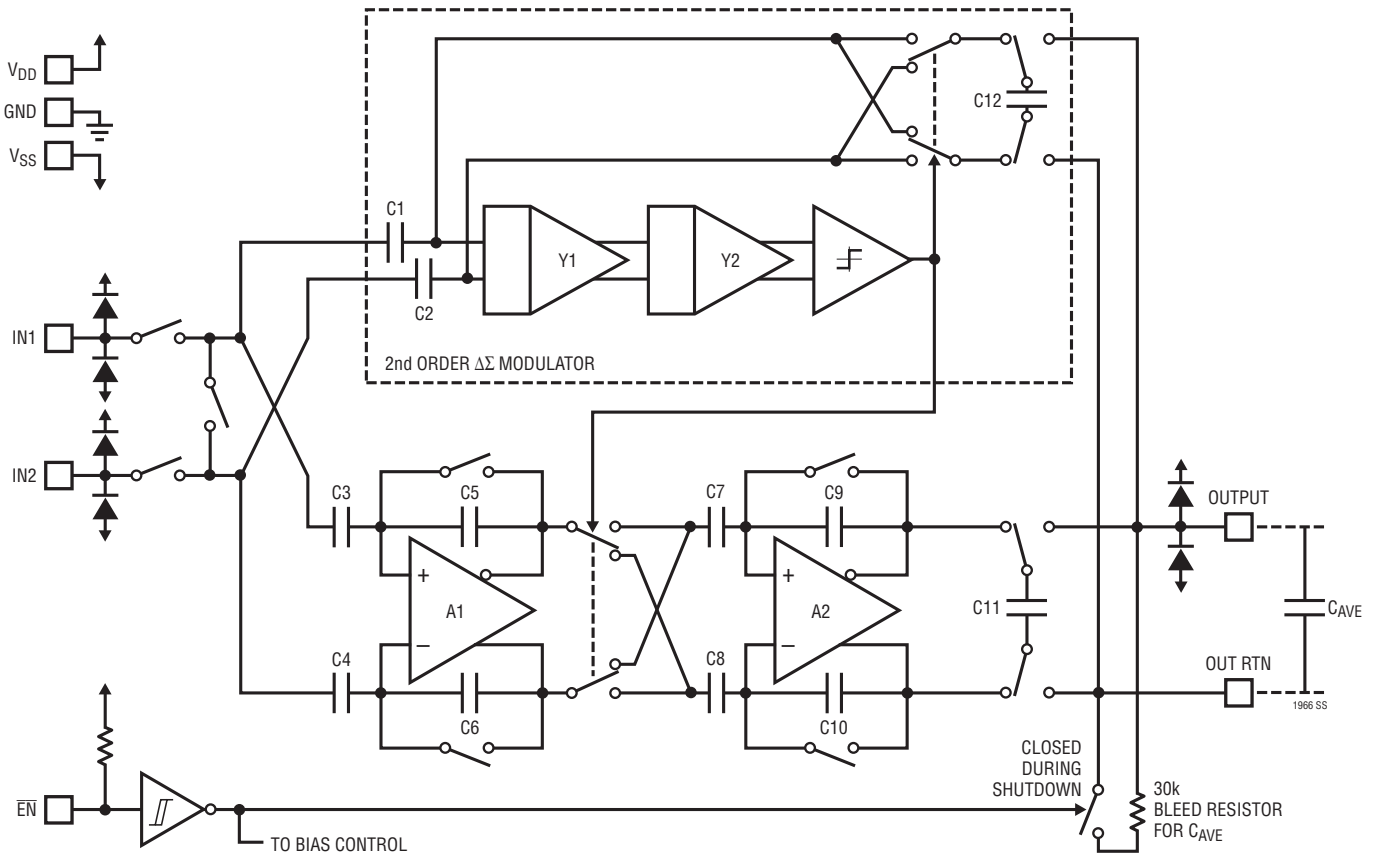 VDD
GND
VSS
C12
C1
Y1
Y2
C2
IN1
2nd ORDER ΔΣ MODULATOR
IN2
C3
C5
C7
C9
OUTPUT
+
A1
+
A2
C11
CAVE
–
–
C4
C8
OUT RTN
C6
C10
1966 SS
CLOSED
DURING
SHUTDOWN
30k
BLEED RESISTOR
FOR CAVE
E̅N̅
TO BIAS CONTROL